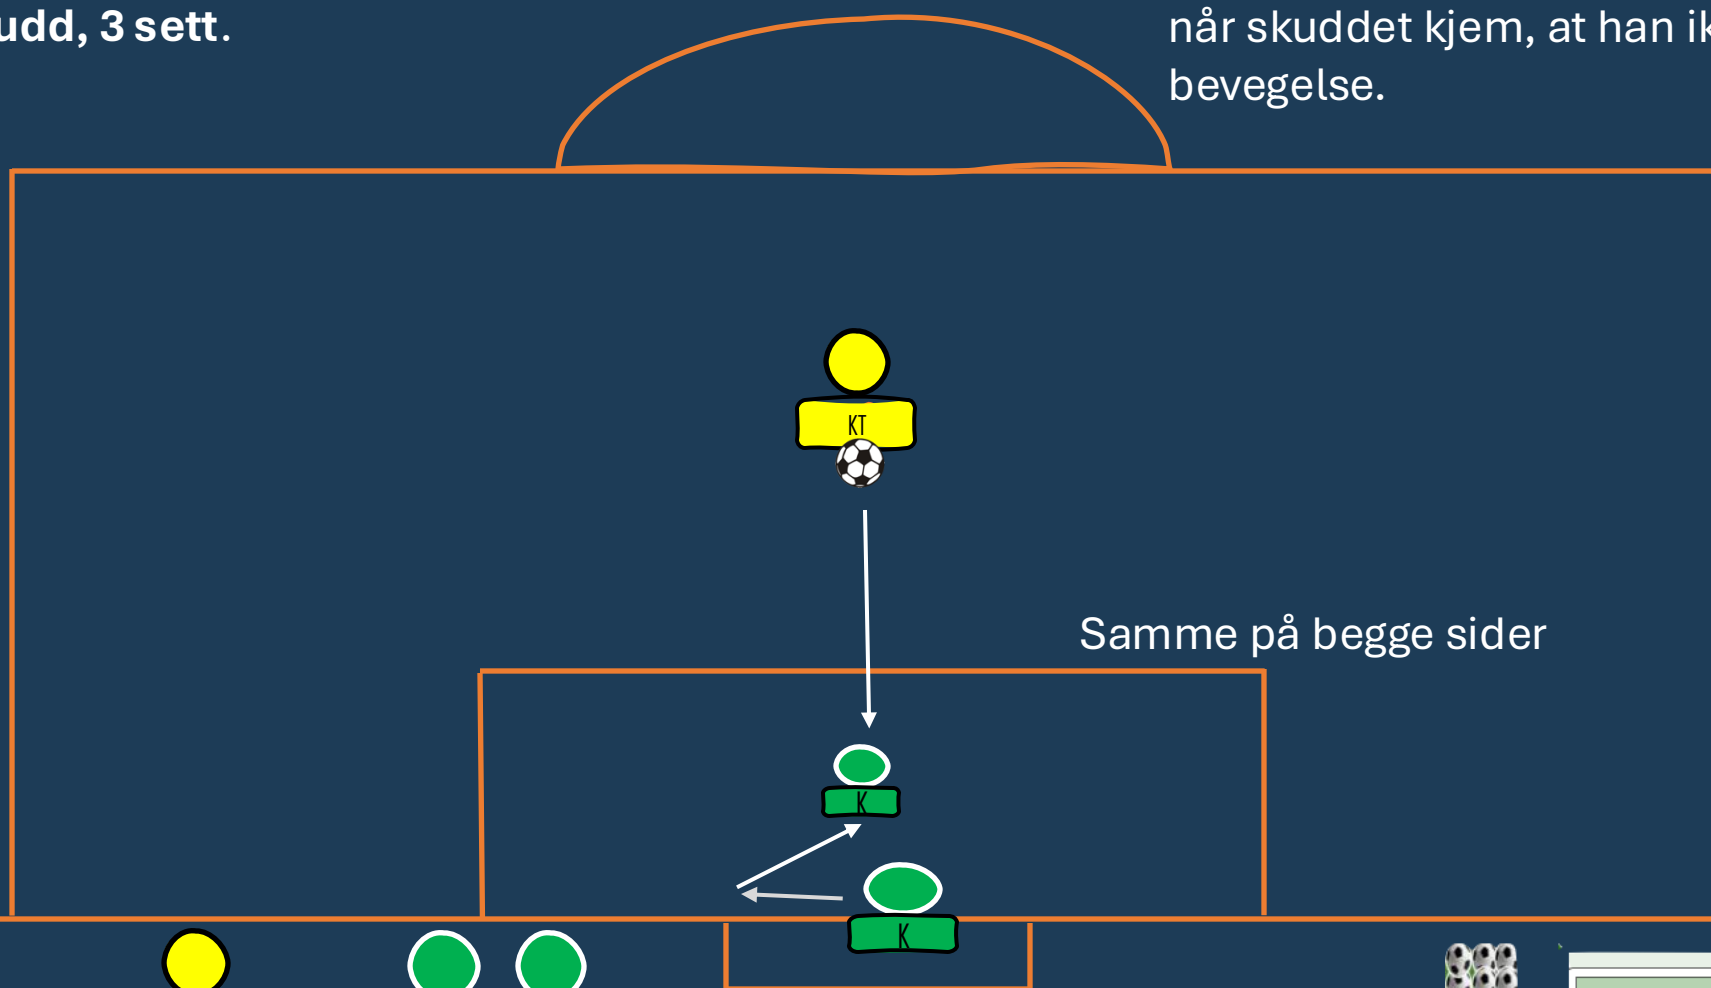 udd, 3 sett.
når skuddet kjem, at han ik
bevegelse.
KT
Samme på begge sider
K
K